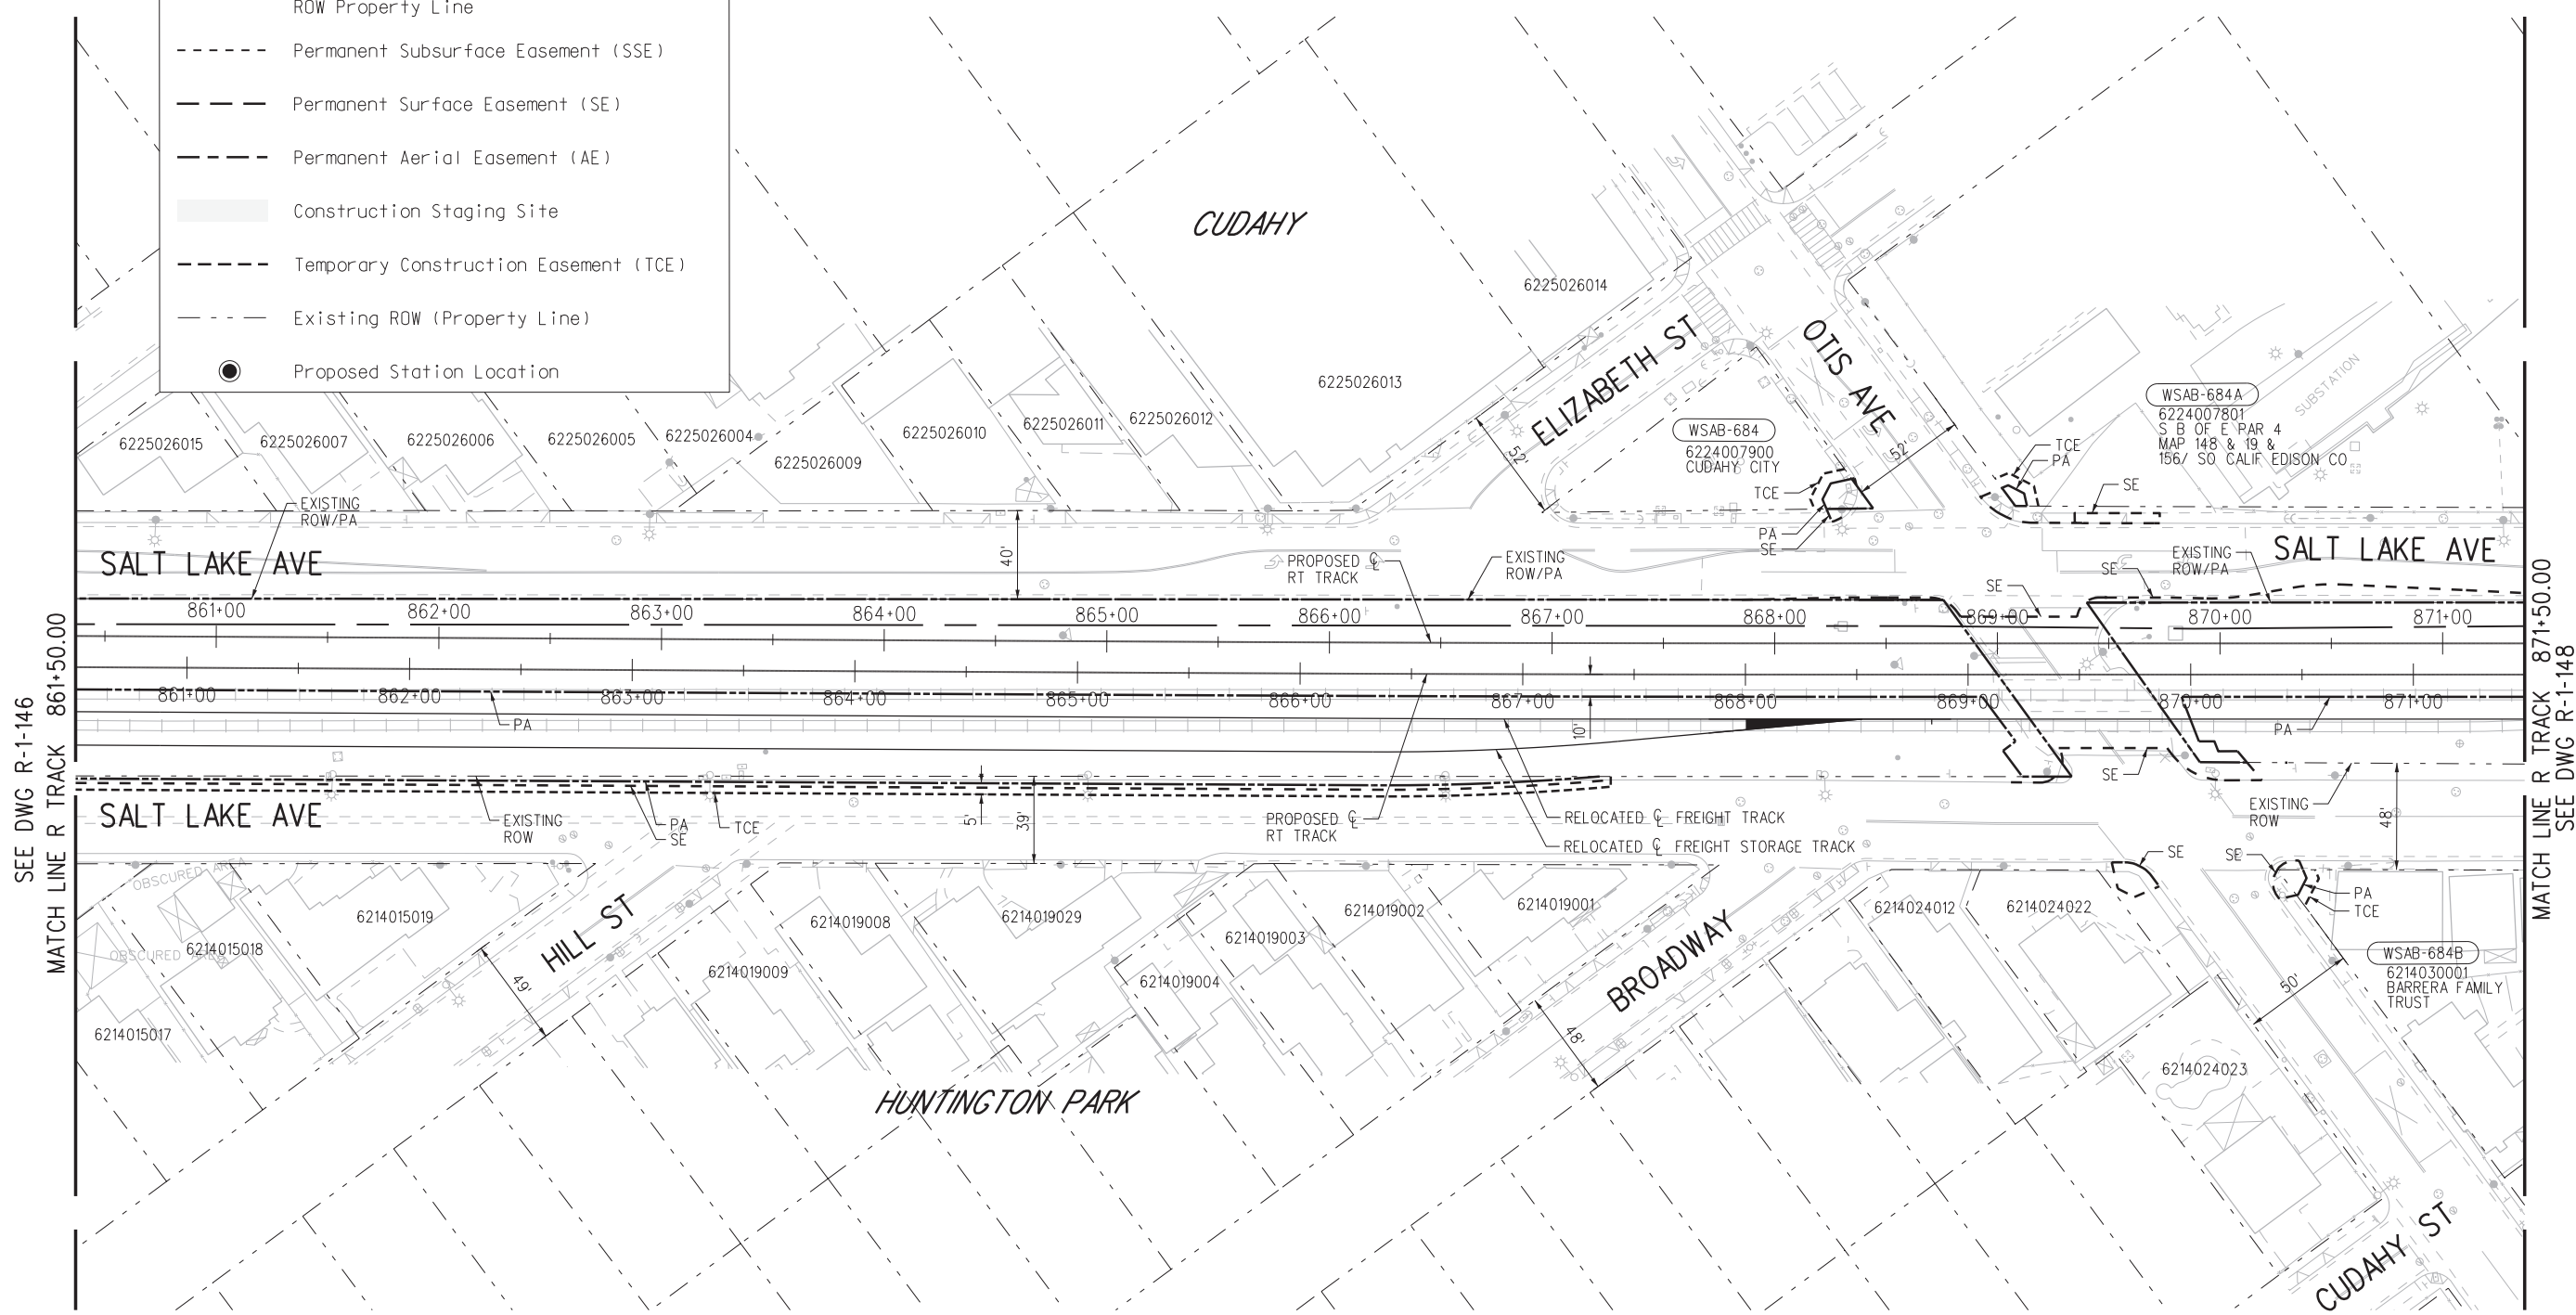 ROW Property Line
Permanent Subsurface Easement (SSE)
Permanent Surface Easement (SE)
Permanent Aerial Easement (AE)
Construction Staging Site
Temporary Construction Easement (TCE)
Existing ROW (Property Line)
Proposed Station Location
CUDAHY
6225026014
ELIZABETH ST
OTIS AVE
6225026013
SUBSTATION
WSAB-684A
6224007801
S B OF E PAR 4
MAP 148 & 19 &
156/ SO CALIF EDISON CO
WSAB-684
6224007900
CUDAHY CITY
6225026015
6225026007
6225026006
6225026005
6225026004
6225026009
6225026010
6225026011
6225026012
52'
52'
TCE
PA
SE
TCE
PA
SE
EXISTING
ROW/PA
SALT LAKE AVE
40'
PROPOSED ℄
RT TRACK
EXISTING
ROW/PA
SE
SE
EXISTING
ROW/PA
SALT LAKE AVE
861+00
862+00
863+00
864+00
865+00
866+00
867+00
868+00
869+00
870+00
871+00
861+00
862+00
863+00
864+00
865+00
866+00
867+00
868+00
869+00
870+00
871+00
PA
10'
PA
SE
SEE DWG R-1-146
MATCH LINE R TRACK 861+50.00
MATCH LINE R TRACK 871+50.00
SEE DWG R-1-148
SALT LAKE AVE
EXISTING
ROW
PA
SE
TCE
5'
39'
PROPOSED ℄
RT TRACK
RELOCATED ℄ FREIGHT TRACK
RELOCATED ℄ FREIGHT STORAGE TRACK
EXISTING
ROW
48'
SE
SE
PA
TCE
OBSCURED AREA
OBSCURED AREA
6214015019
6214015018
6214015017
HILL ST
49'
6214019008
6214019009
6214019029
6214019003
6214019004
6214019002
6214019001
BROADWAY
48'
6214024012
6214024022
6214024023
50'
WSAB-684B
6214030001
BARRERA FAMILY
TRUST
HUNTINGTON PARK
CUDAHY ST